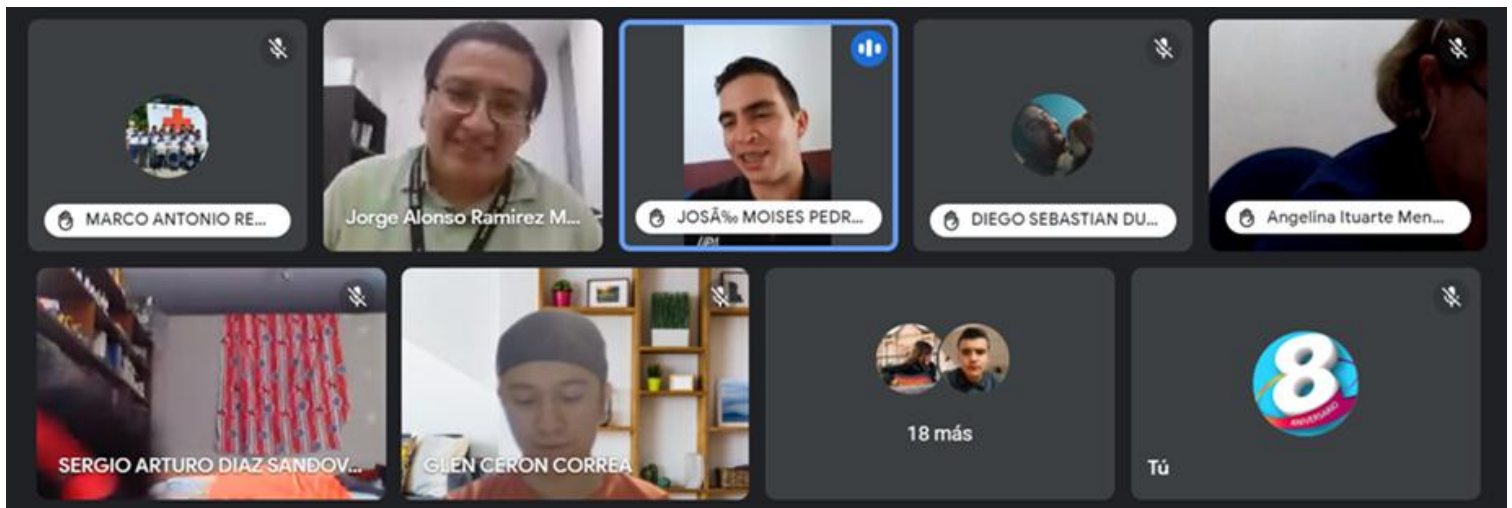 MARCO ANTONIO RE...
Jorge Alonso Ramirez M...
JOSÃ‰ MOISES PEDR...
DIEGO SEBASTIAN DU...
Angelina Ituarte Men...
SERGIO ARTURO DIAZ SANDOV...
GLEN CERON CORREA
18 más
8
ANIVERSARIO
Tú